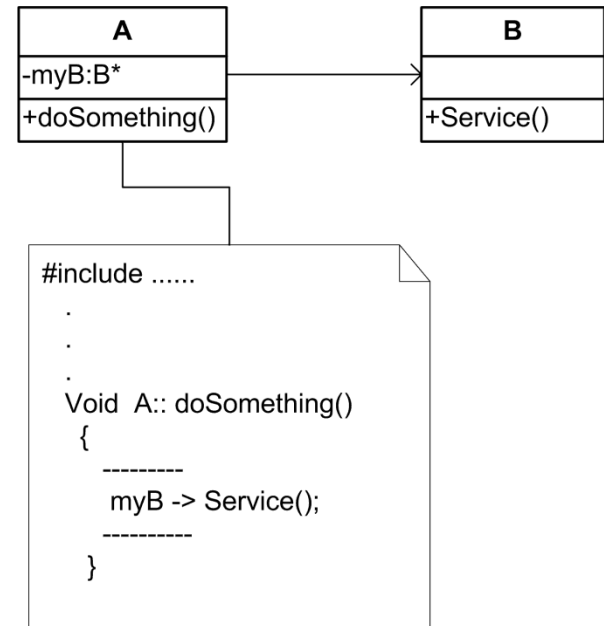 A
-myB:B*
+doSomething()
B
+Service()
#include ......
.
.
.
Void A:: doSomething()
{
---------
myB -> Service();
----------
}